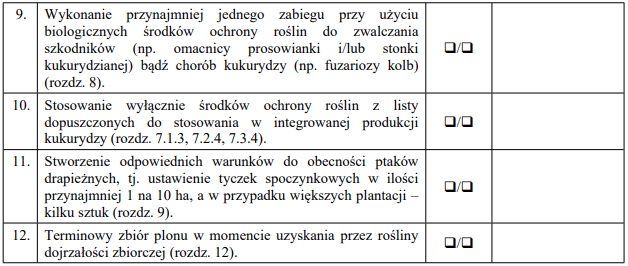 9. Wykonanie przynajmniej jednego zabiegu przy użyciu
biologicznych środków ochrony roślin do zwalczania
szkodników (np. omacnicy prosowianki i/lub stonki
kukurydzianej) bądź chorób kukurydzy (np. fuzariozy kolb)
(rozdz. 8). ❑/❑
10. Stosowanie wyłącznie środków ochrony roślin z listy
dopuszczonych do stosowania w integrowanej produkcji
kukurydzy (rozdz. 7.1.3, 7.2.4, 7.3.4). ❑/❑
11. Stworzenie odpowiednich warunków do obecności ptaków
drapieżnych, tj. ustawienie tyczek spoczynkowych w ilości
przynajmniej 1 na 10 ha, a w przypadku większych plantacji –
kilku sztuk (rozdz. 9). ❑/❑
12. Terminowy zbiór plonu w momencie uzyskania przez rośliny
dojrzałości zbiorczej (rozdz. 12). ❑/❑